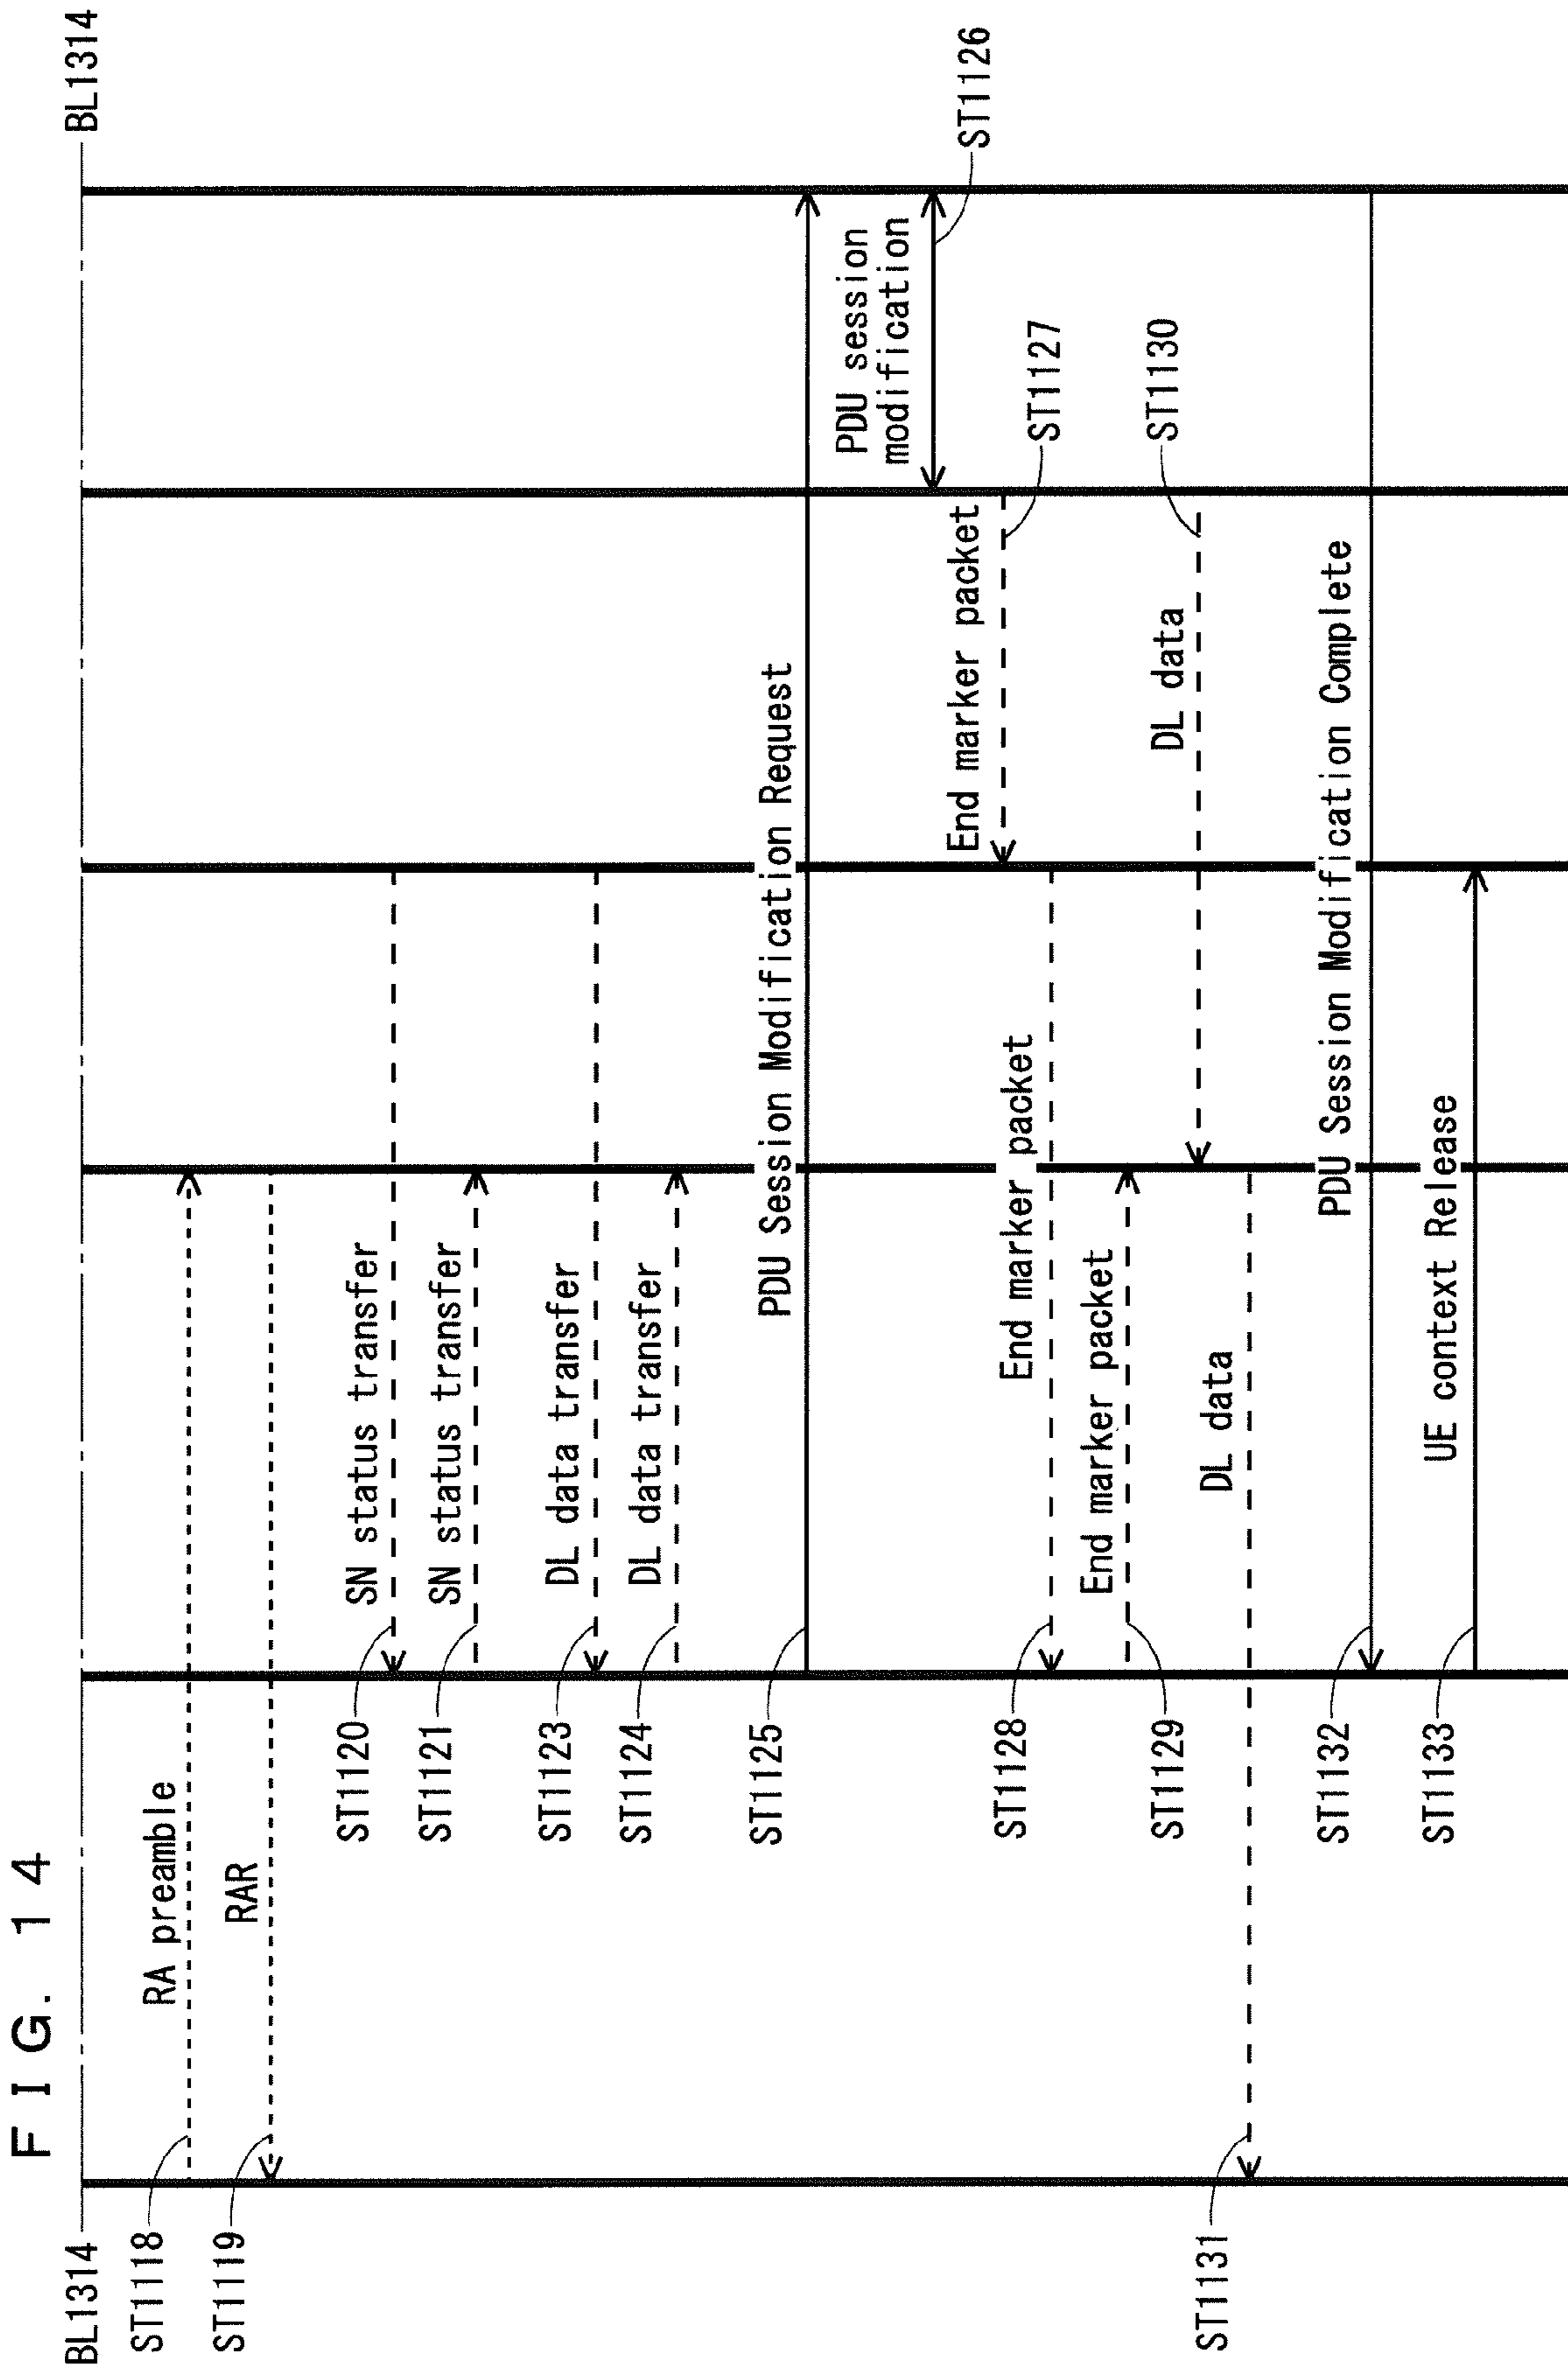 FIG. 14
BL1314
BL1314
ST1118
RA preamble
ST1119
RAR
ST1120
SN status transfer
ST1121
SN status transfer
ST1123
DL data transfer
ST1124
DL data transfer
ST1125
PDU Session Modification Request
PDU session
modification
ST1126
End marker packet
ST1127
ST1128
End marker packet
ST1129
End marker packet
DL data
ST1130
ST1131
DL data
ST1132
PDU Session Modification Complete
ST1133
UE context Release